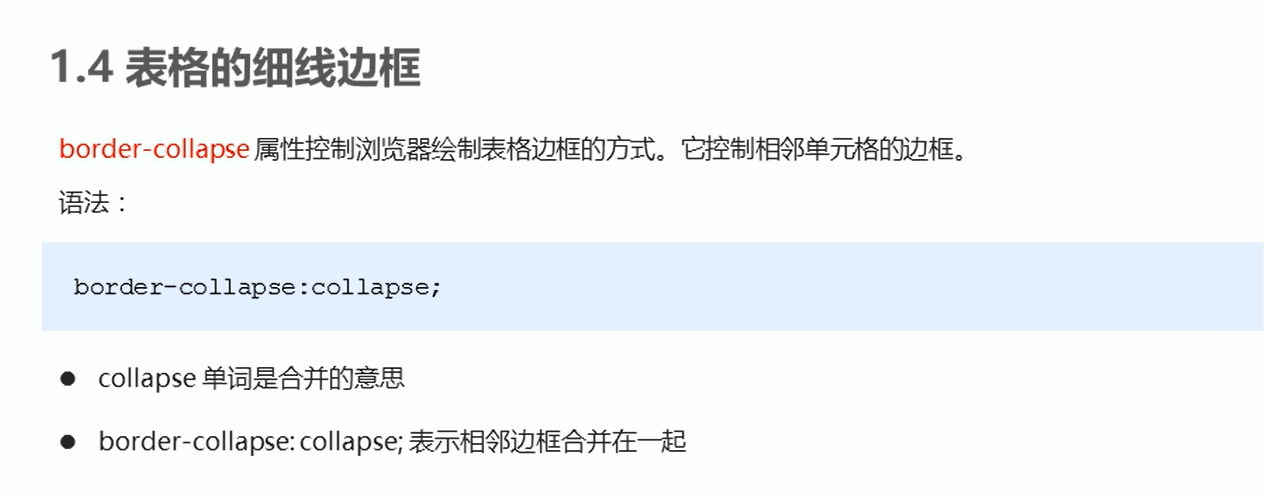 1.4 表格的细线边框
border-collapse 属性控制浏览器绘制表格边框的方式。它控制相邻单元格的边框。
语法：
border-collapse:collapse;
● collapse 单词是合并的意思
● border-collapse: collapse; 表示相邻边框合并在一起